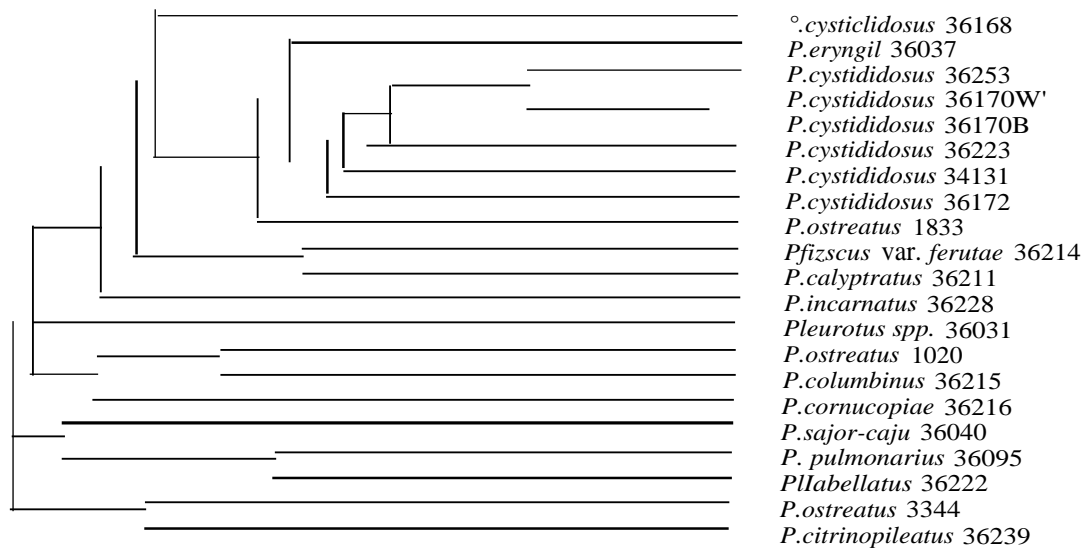 °.cysticlidosus 36168
P.eryngil 36037
P.cystididosus 36253
P.cystididosus 36170W'
P.cystididosus 36170B
P.cystididosus 36223
P.cystididosus 34131
P.cystididosus 36172
P.ostreatus 1833
Pfizscus var. ferutae 36214
P.calyptratus 36211
P.incarnatus 36228
Pleurotus spp. 36031
P.ostreatus 1020
P.columbinus 36215
P.cornucopiae 36216
P.sajor-caju 36040
P. pulmonarius 36095
PlIabellatus 36222
P.ostreatus 3344
P.citrinopileatus 36239